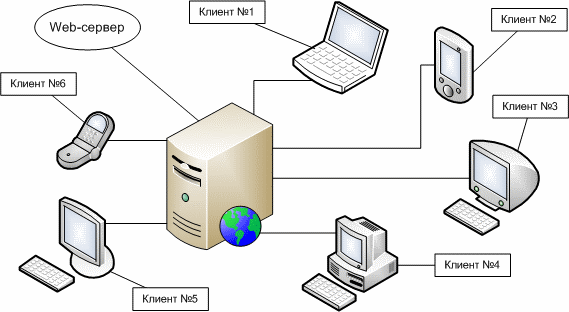 Web-сервер
Клиент №1
Клиент №2
Клиент №6
Клиент №3
Клиент №4
Клиент №5